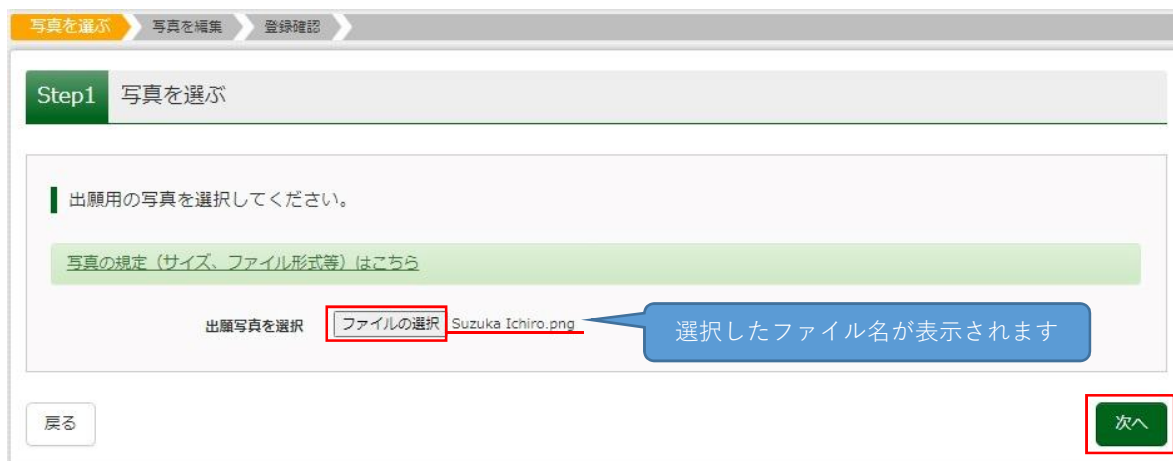 写真を選ぶ 写真を編集 登録確認
Step1 写真を選ぶ
出願用の写真を選択してください。
写真の規定（サイズ、ファイル形式等）はこちら
出願写真を選択 ファイルの選択 Suzuka Ichiro.png
選択したファイル名が表示されます
戻る
次へ